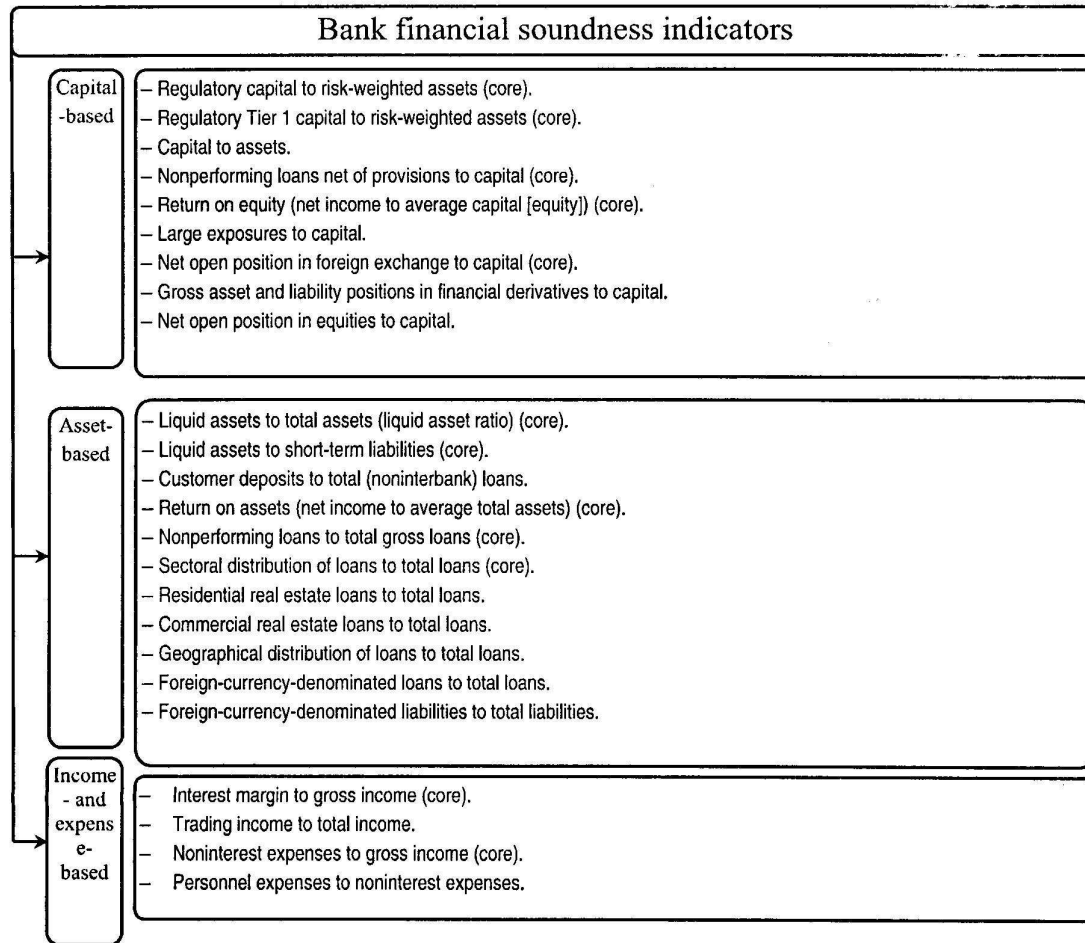 Bank financial soundness indicators
Capital
-based
– Regulatory capital to risk-weighted assets (core).
– Regulatory Tier 1 capital to risk-weighted assets (core).
– Capital to assets.
– Nonperforming loans net of provisions to capital (core).
– Return on equity (net income to average capital [equity]) (core).
– Large exposures to capital.
– Net open position in foreign exchange to capital (core).
– Gross asset and liability positions in financial derivatives to capital.
– Net open position in equities to capital.
Asset-
based
– Liquid assets to total assets (liquid asset ratio) (core).
– Liquid assets to short-term liabilities (core).
– Customer deposits to total (noninterbank) loans.
– Return on assets (net income to average total assets) (core).
– Nonperforming loans to total gross loans (core).
– Sectoral distribution of loans to total loans (core).
– Residential real estate loans to total loans.
– Commercial real estate loans to total loans.
– Geographical distribution of loans to total loans.
– Foreign-currency-denominated loans to total loans.
– Foreign-currency-denominated liabilities to total liabilities.
Income
- and
expens
e-
based
– Interest margin to gross income (core).
– Trading income to total income.
– Noninterest expenses to gross income (core).
– Personnel expenses to noninterest expenses.